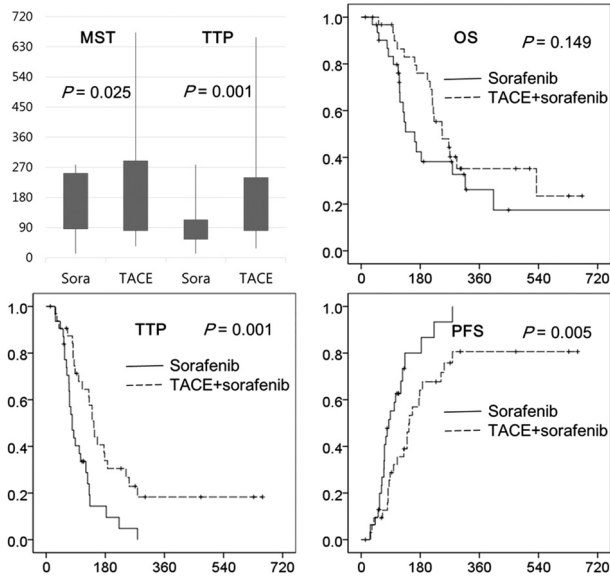 720
630
540
450
360
270
180
90
0
MST
TTP
P = 0.025
P = 0.001
Sora
TACE
Sora
TACE
1.0
0.8
0.6
0.4
0.2
0.0
OS
P = 0.149
Sorafenib
TACE+sorafenib
0
180
360
540
720
1.0
0.8
0.6
0.4
0.2
0.0
TTP
P = 0.001
Sorafenib
TACE+sorafenib
0
180
360
540
720
1.0
0.8
0.6
0.4
0.2
0.0
PFS
P = 0.005
Sorafenib
TACE+sorafenib
0
180
360
540
720